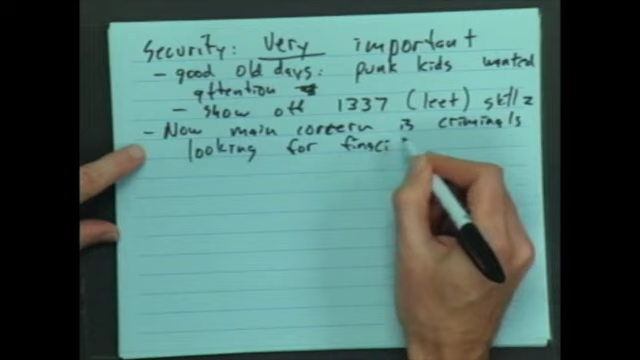 Security: Very important
- good old days: punk kids wanted
attention
- show off 1337 (leet) skillz
- Now main concern is criminals
looking for finaci